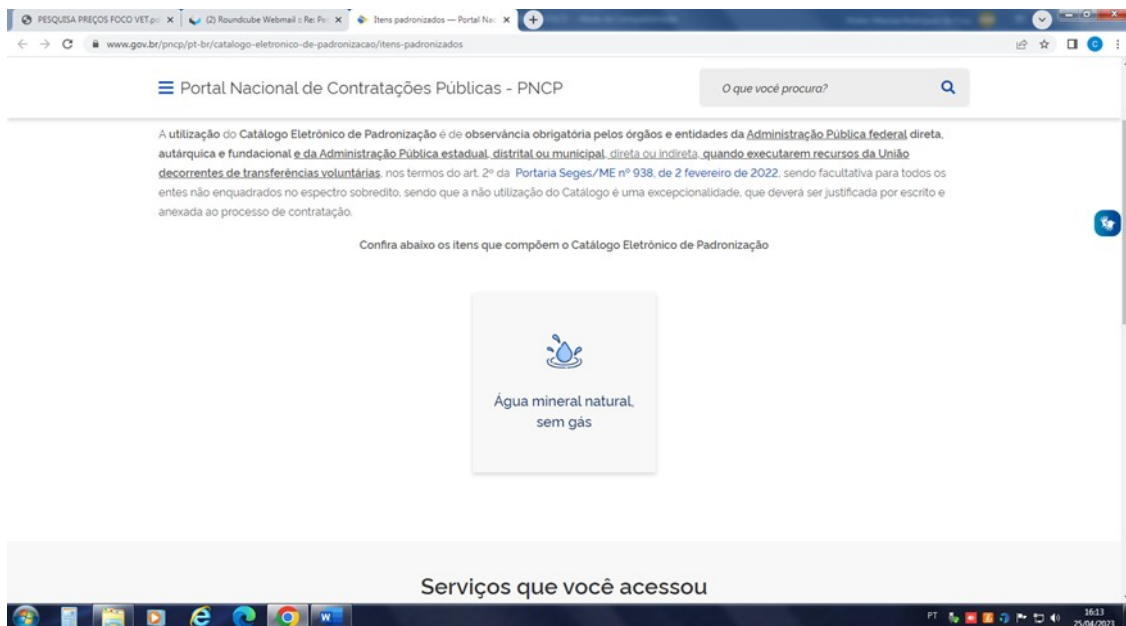 PESQUISA PREÇOS FOCO VET.p
(2) Roundcube Webmail :: Re: Pe
Itens padronizados — Portal Nac
www.gov.br/pncp/pt-br/catalogo-eletronico-de-padronizacao/itens-padronizados
Portal Nacional de Contratações Públicas - PNCP
O que você procura?
A utilização do Catálogo Eletrônico de Padronização é de observância obrigatória pelos órgãos e entidades da Administração Pública federal direta,
autárquica e fundacional e da Administração Pública estadual, distrital ou municipal, direta ou indireta, quando executarem recursos da União
decorrentes de transferências voluntárias, nos termos do art. 2º da Portaria Seges/ME nº 938, de 2 fevereiro de 2022, sendo facultativa para todos os
entes não enquadrados no espectro sobredito, sendo que a não utilização do Catálogo é uma excepcionalidade, que deverá ser justificada por escrito e
anexada ao processo de contratação.
Confira abaixo os itens que compõem o Catálogo Eletrônico de Padronização
Água mineral natural,
sem gás
Serviços que você acessou
PT
16:13
25/04/2023